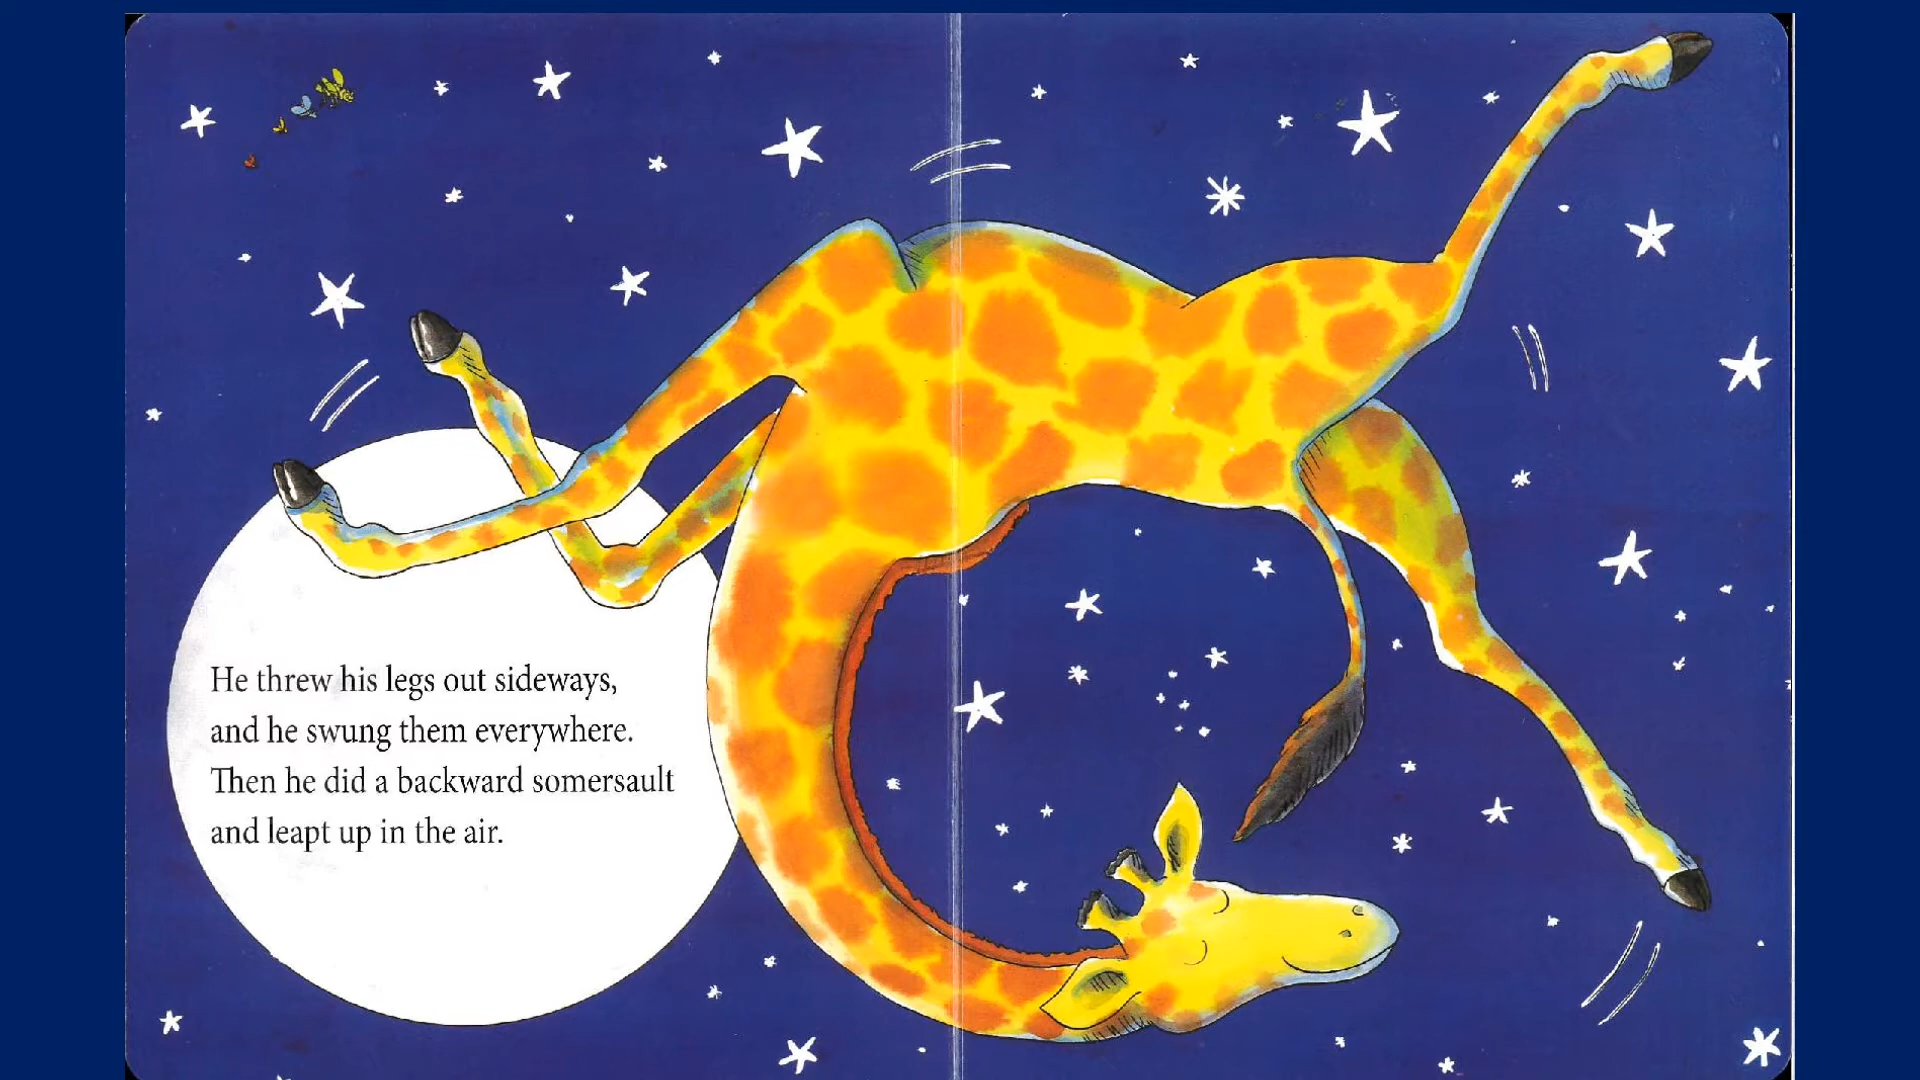 He threw his legs out sideways,
and he swung them everywhere.
Then he did a backward somersault
and leapt up in the air.